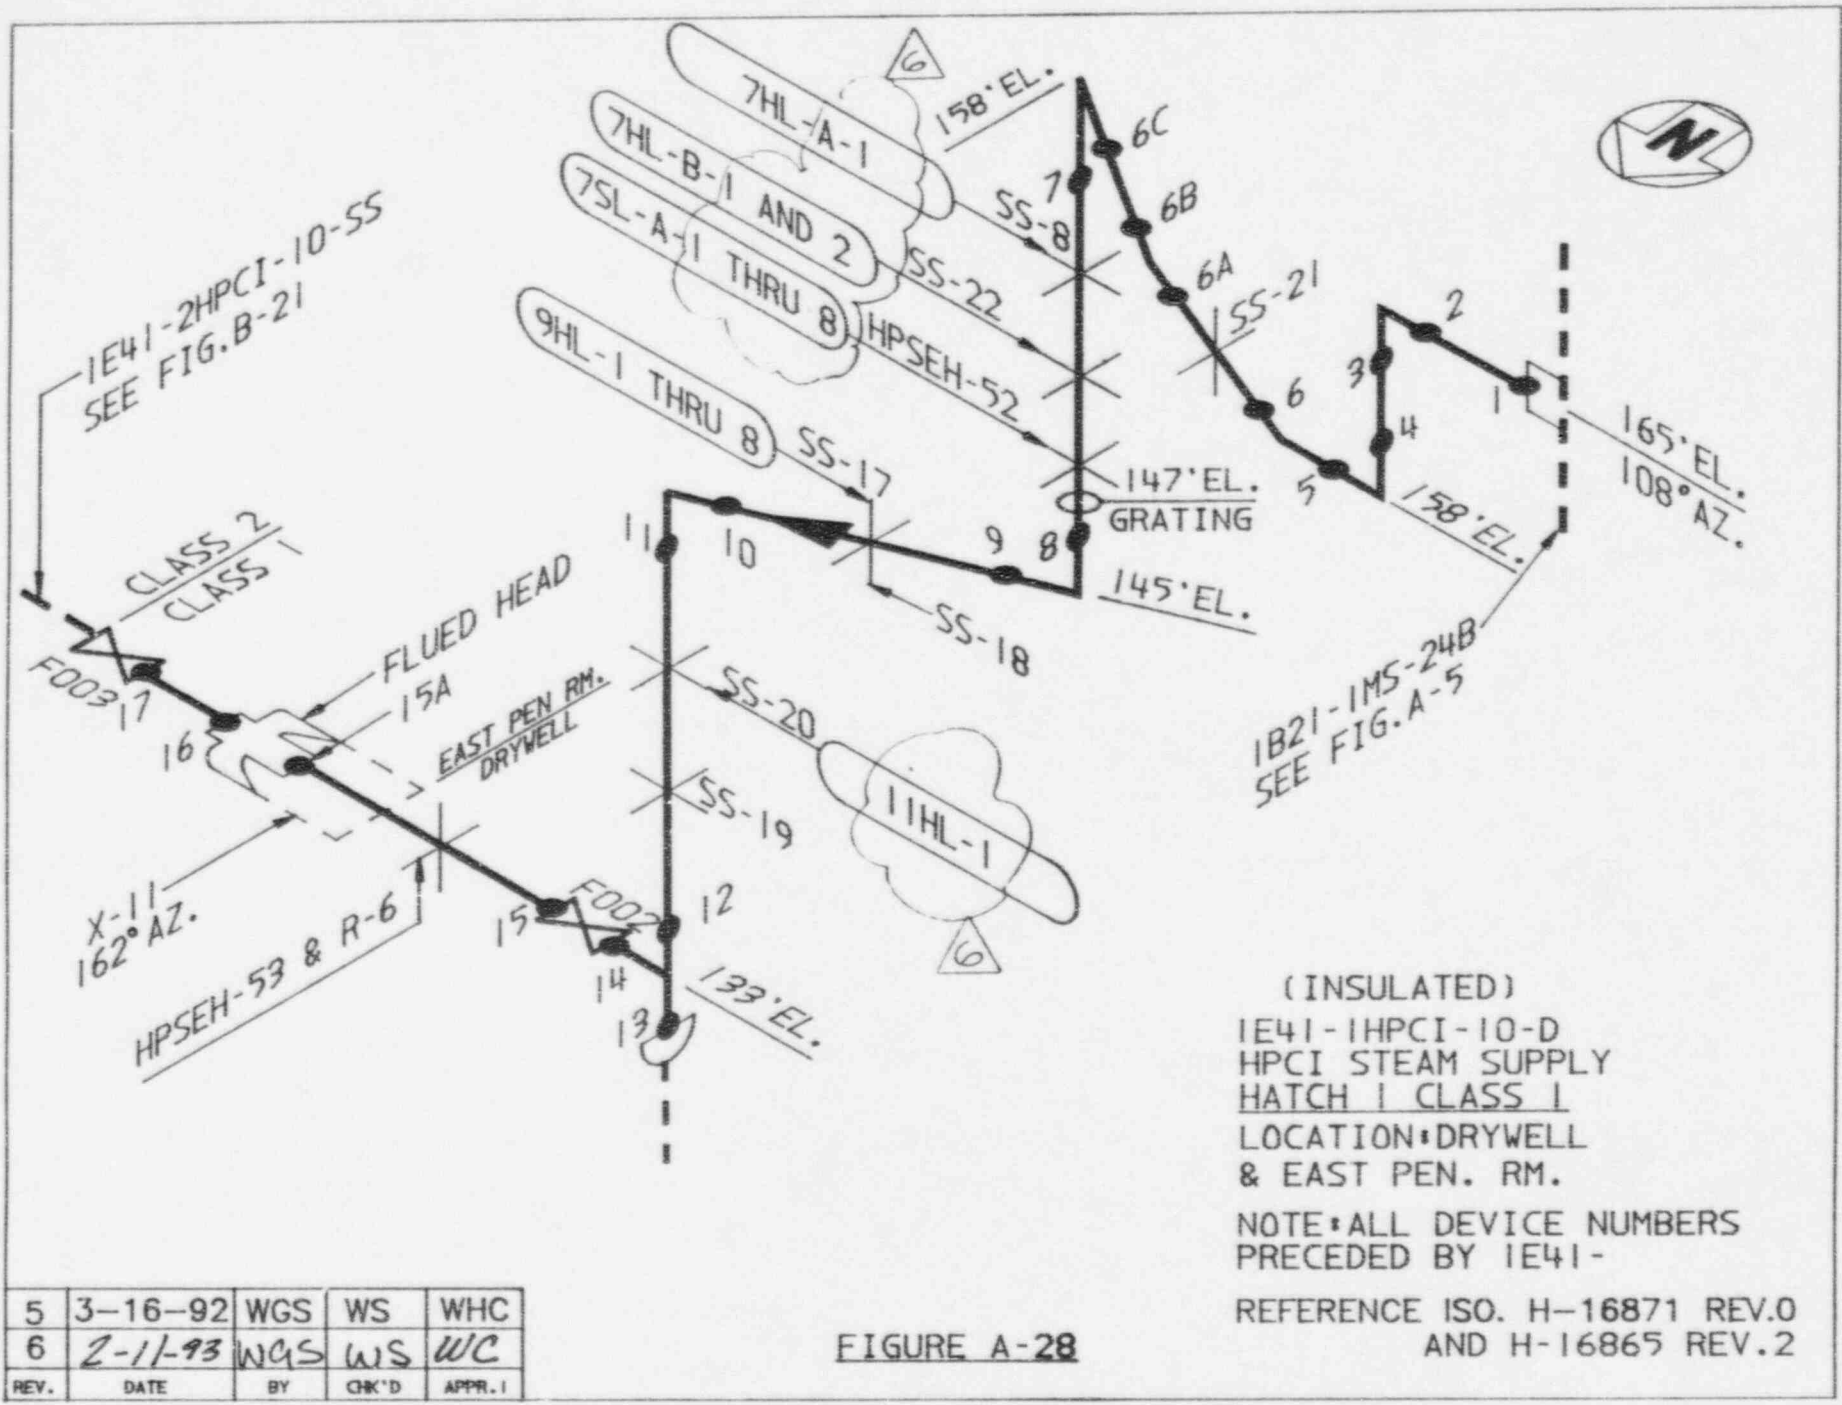 6
158'EL.
7HL-A-1
7HL-B-1 AND 2
7SL-A-1 THRU 8
9HL-1 THRU 8
SS-8
SS-22
HPSEH-52
SS-17
7
6C
6B
6A
SS-21
6
5
3
4
2
1
N
165'EL.
108° AZ.
158'EL.
147'EL.
GRATING
8
9
145'EL.
SS-18
10
11
1E41-2HPCI-10-SS
SEE FIG.B-21
CLASS 2
CLASS 1
FLUED HEAD
15A
F003
17
16
EAST PEN RM.
DRYWELL
SS-20
SS-19
11HL-1
6
1B21-1MS-24B
SEE FIG.A-5
X-11
162° AZ.
HPSEH-53 & R-6
15
F002
14
12
13
133'EL.
(INSULATED)
1E41-1HPCI-10-D
HPCI STEAM SUPPLY
HATCH 1 CLASS 1
LOCATION:DRYWELL
& EAST PEN. RM.
NOTE:ALL DEVICE NUMBERS
PRECEDED BY 1E41-
REFERENCE ISO. H-16871 REV.0
AND H-16865 REV.2
FIGURE A-28
5 3-16-92 WGS WS WHC
6 2-11-93 WGS WS WC
REV. DATE BY CHK'D APPR.1